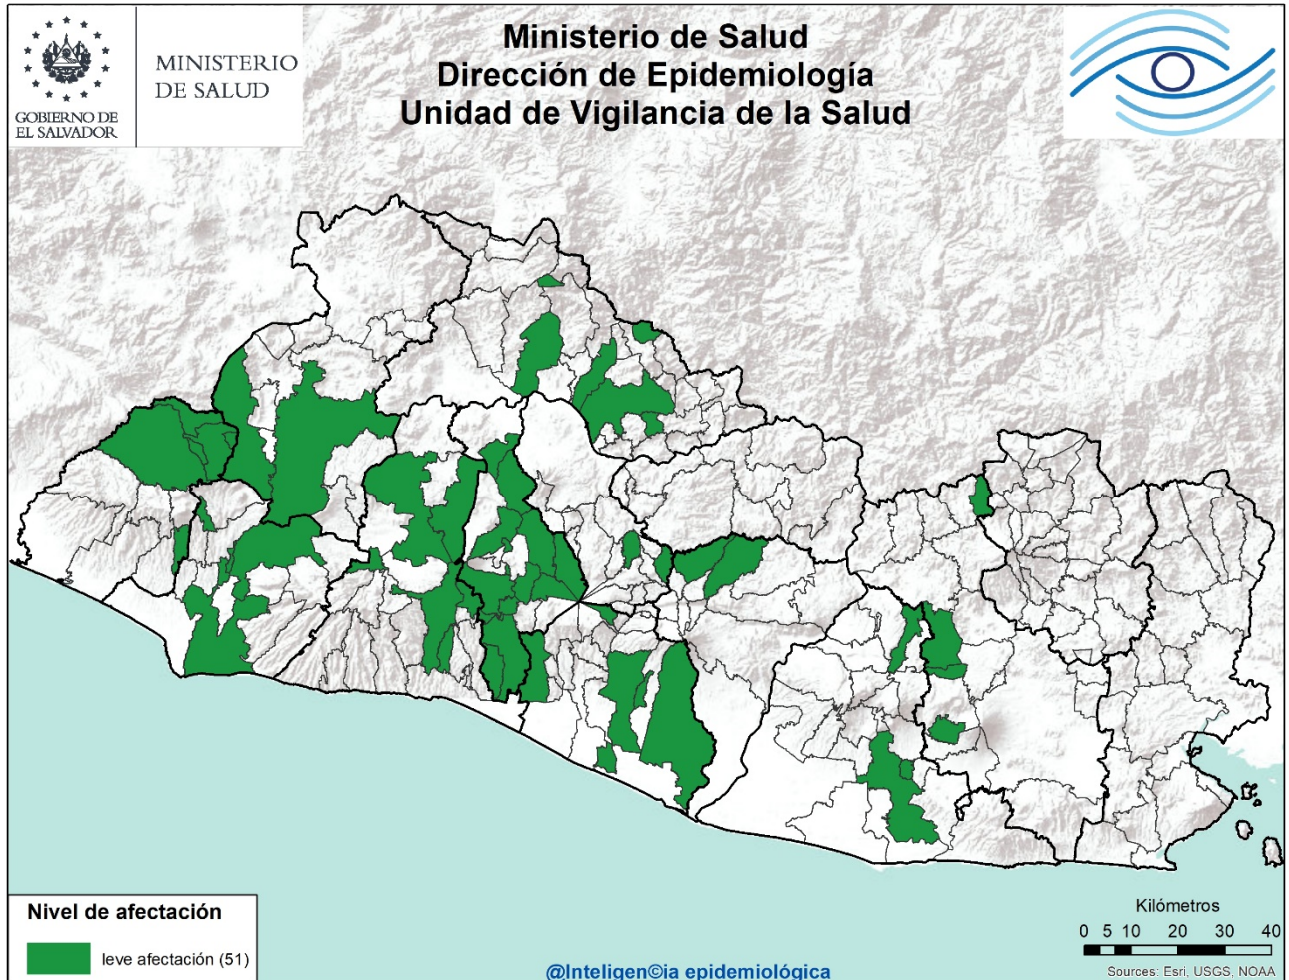 GOBIERNO DE
EL SALVADOR
MINISTERIO
DE SALUD
Ministerio de Salud
Dirección de Epidemiología
Unidad de Vigilancia de la Salud
Nivel de afectación
leve afectación (51)
@Inteligen©ia epidemiológica
Kilómetros
0 5 10 20 30 40
Sources: Esri, USGS, NOAA